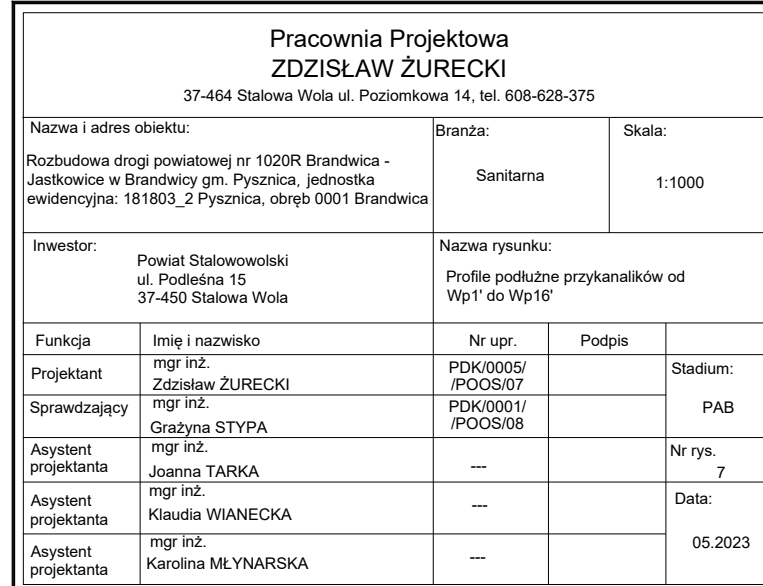 Pracownia Projektowa
ZDZISŁAW ŻURECKI
37-464 Stalowa Wola ul. Poziomkowa 14, tel. 608-628-375
Nazwa i adres obiektu:
Rozbudowa drogi powiatowej nr 1020R Brandwica -
Jastkowice w Brandwicy gm. Pysznica, jednostka
ewidencyjna: 181803_2 Pysznica, obręb 0001 Brandwica
Branża:
Sanitarna
Skala:
1:1000
Inwestor:
Powiat Stalowowolski
ul. Podleśna 15
37-450 Stalowa Wola
Nazwa rysunku:
Profile podłużne przykanalików od
Wp1' do Wp16'
Funkcja Imię i nazwisko Nr upr. Podpis
Projektant
mgr inż.
Zdzisław ŻURECKI
PDK/0005/
/POOS/07
Stadium:
PAB
Sprawdzający
mgr inż.
Grażyna STYPA
PDK/0001/
/POOS/08
Asystent
projektanta
mgr inż.
Joanna TARKA
---
Nr rys.
7
Asystent
projektanta
mgr inż.
Klaudia WIANECKA
---
Data:
05.2023
Asystent
projektanta
mgr inż.
Karolina MŁYNARSKA
---